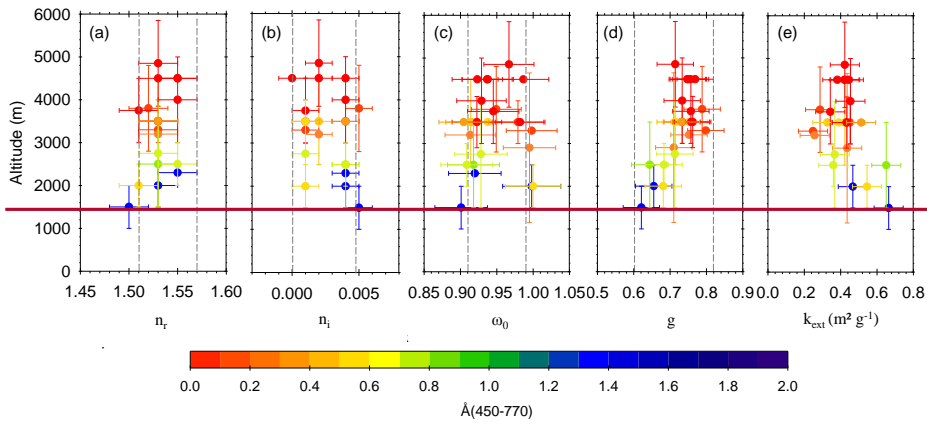 (a) (b) (c) (d) (e)
Altitude (m)
6000
5000
4000
3000
2000
1000
0
1.45 1.50 1.55 1.60
0.000 0.005
0.85 0.90 0.95 1.00 1.05
0.5 0.6 0.7 0.8 0.9
0.0 0.2 0.4 0.6 0.8
nr ni ω0 g kext (m² g⁻¹)
0.0 0.2 0.4 0.6 0.8 1.0 1.2 1.4 1.6 1.8 2.0
Å(450-770)